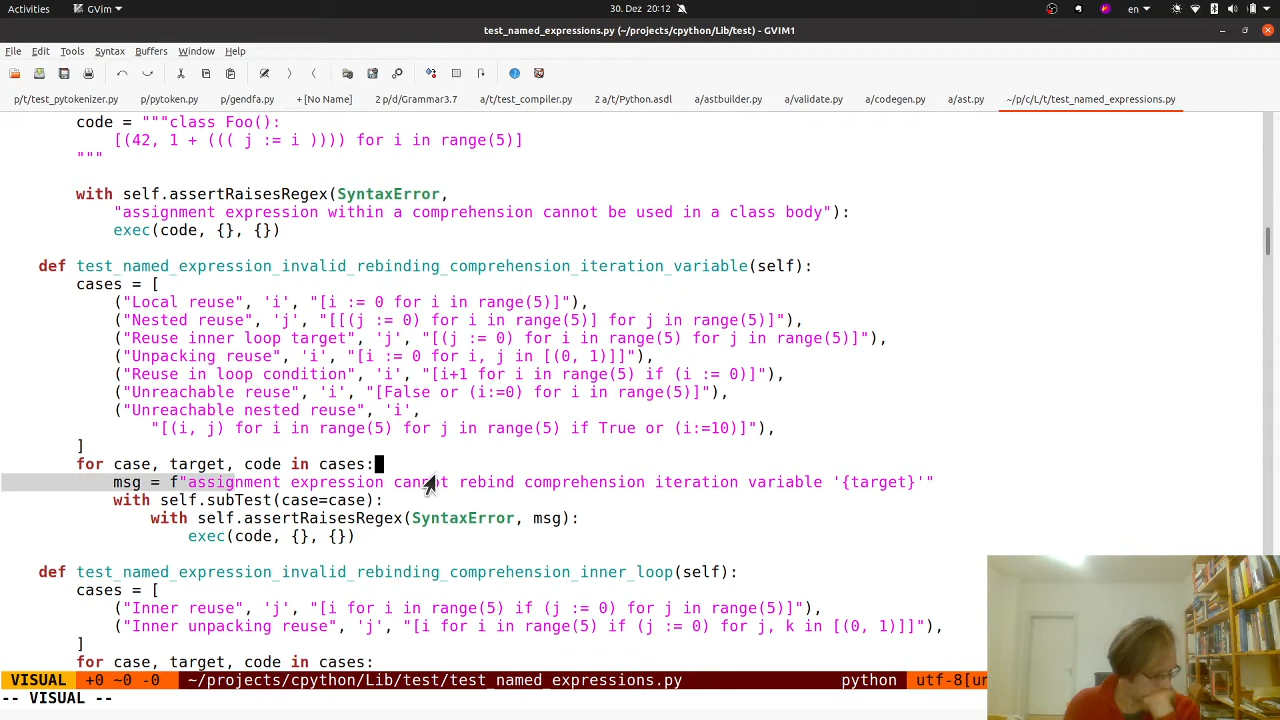 Activities GVim 30. Dez 20:12 en
test_named_expressions.py (~/projects/cpython/Lib/test) - GVIM1
File Edit Tools Syntax Buffers Window Help
p/t/test_pytokenizer.py p/pytoken.py p/gendfa.py + [No Name] 2 p/d/Grammar3.7 a/t/test_compiler.py 2 a/t/Python.asdl a/astbuilder.py a/validate.py a/codegen.py a/ast.py ~/p/c/L/t/test_named_expressions.py
code = """class Foo():
[(42, 1 + ((( j := i )))) for i in range(5)]
"""
with self.assertRaisesRegex(SyntaxError,
"assignment expression within a comprehension cannot be used in a class body"):
exec(code, {}, {})
def test_named_expression_invalid_rebinding_comprehension_iteration_variable(self):
cases = [
("Local reuse", 'i', "[i := 0 for i in range(5)]"),
("Nested reuse", 'j', "[[(j := 0) for i in range(5)] for j in range(5)]"),
("Reuse inner loop target", 'j', "[(j := 0) for i in range(5) for j in range(5)]"),
("Unpacking reuse", 'i', "[i := 0 for i, j in [(0, 1)]]"),
("Reuse in loop condition", 'i', "[i+1 for i in range(5) if (i := 0)]"),
("Unreachable reuse", 'i', "[False or (i:=0) for i in range(5)]"),
("Unreachable nested reuse", 'i',
"[(i, j) for i in range(5) for j in range(5) if True or (i:=10)]"),
]
for case, target, code in cases:
msg = f"assignment expression cannot rebind comprehension iteration variable '{target}'"
with self.subTest(case=case):
with self.assertRaisesRegex(SyntaxError, msg):
exec(code, {}, {})
def test_named_expression_invalid_rebinding_comprehension_inner_loop(self):
cases = [
("Inner reuse", 'j', "[i for i in range(5) if (j := 0) for j in range(5)]"),
("Inner unpacking reuse", 'j', "[i for i in range(5) if (j := 0) for j, k in [(0, 1)]]"),
]
for case, target, code in cases:
VISUAL +0 ~0 -0 ~/projects/cpython/Lib/test/test_named_expressions.py python utf-8[un
-- VISUAL --